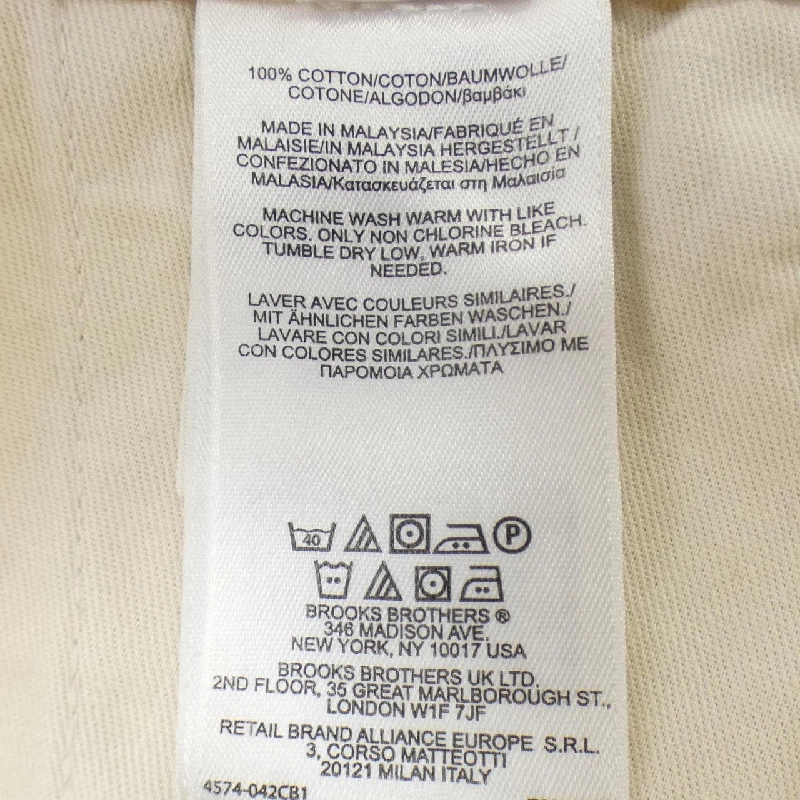 100% COTTON/COTON/BAUMWOLLE/
COTONE/ALGODON/βαμβάκι
MADE IN MALAYSIA/FABRIQUÉ EN
MALAISIE/IN MALAYSIA HERGESTELLT /
CONFEZIONATO IN MALESIA/HECHO EN
MALASIA/Κατασκευάζεται στη Μαλαισία
MACHINE WASH WARM WITH LIKE
COLORS. ONLY NON CHLORINE BLEACH.
TUMBLE DRY LOW, WARM IRON IF
NEEDED.
LAVER AVEC COULEURS SIMILAIRES./
MIT ÄHNLICHEN FARBEN WASCHEN./
LAVARE CON COLORI SIMILI./LAVAR
CON COLORES SIMILARES./ΠΛΥΣΙΜΟ ΜΕ
ΠΑΡΟΜΟΙΑ ΧΡΩΜΑΤΑ
40 P
BROOKS BROTHERS ®
346 MADISON AVE.
NEW YORK, NY 10017 USA
BROOKS BROTHERS UK LTD.
2ND FLOOR, 35 GREAT MARLBOROUGH ST.,
LONDON W1F 7JF
RETAIL BRAND ALLIANCE EUROPE S.R.L.
3, CORSO MATTEOTTI
20121 MILAN ITALY
4574-042CB1